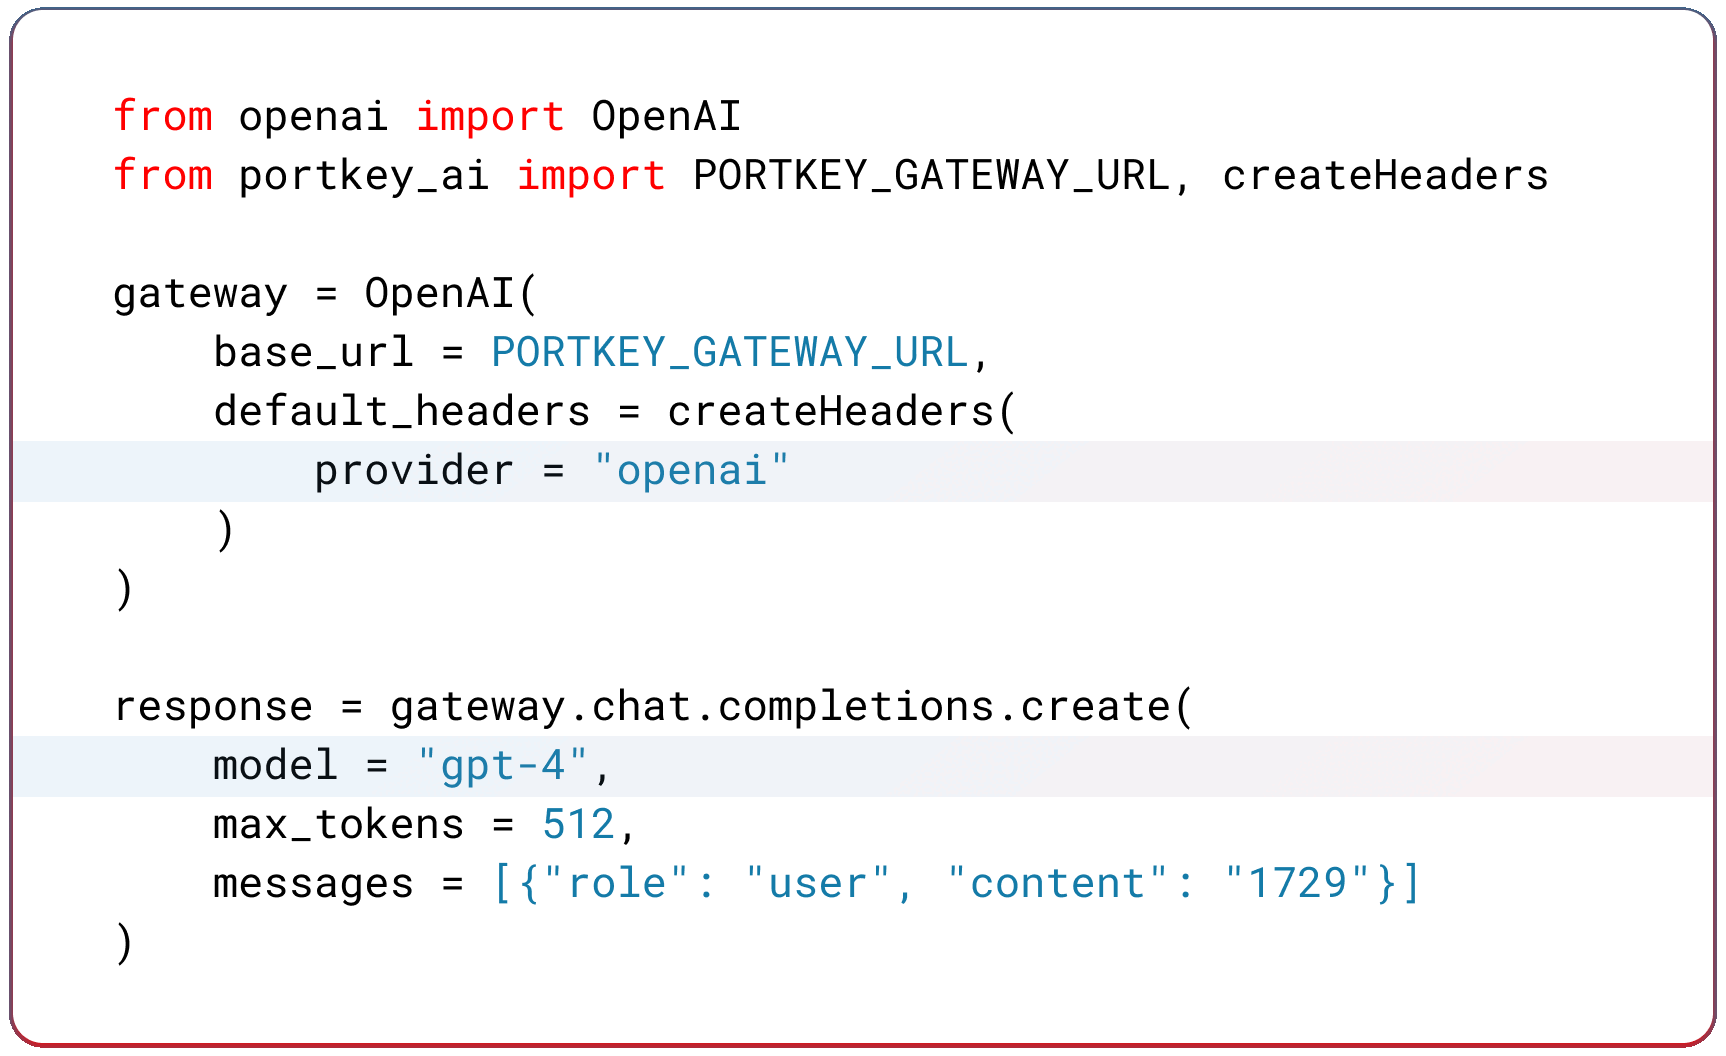 from openai import OpenAI
from portkey_ai import PORTKEY_GATEWAY_URL, createHeaders

gateway = OpenAI(
    base_url = PORTKEY_GATEWAY_URL,
    default_headers = createHeaders(
        provider = "openai"
    )
)

response = gateway.chat.completions.create(
    model = "gpt-4",
    max_tokens = 512,
    messages = [{"role": "user", "content": "1729"}]
)